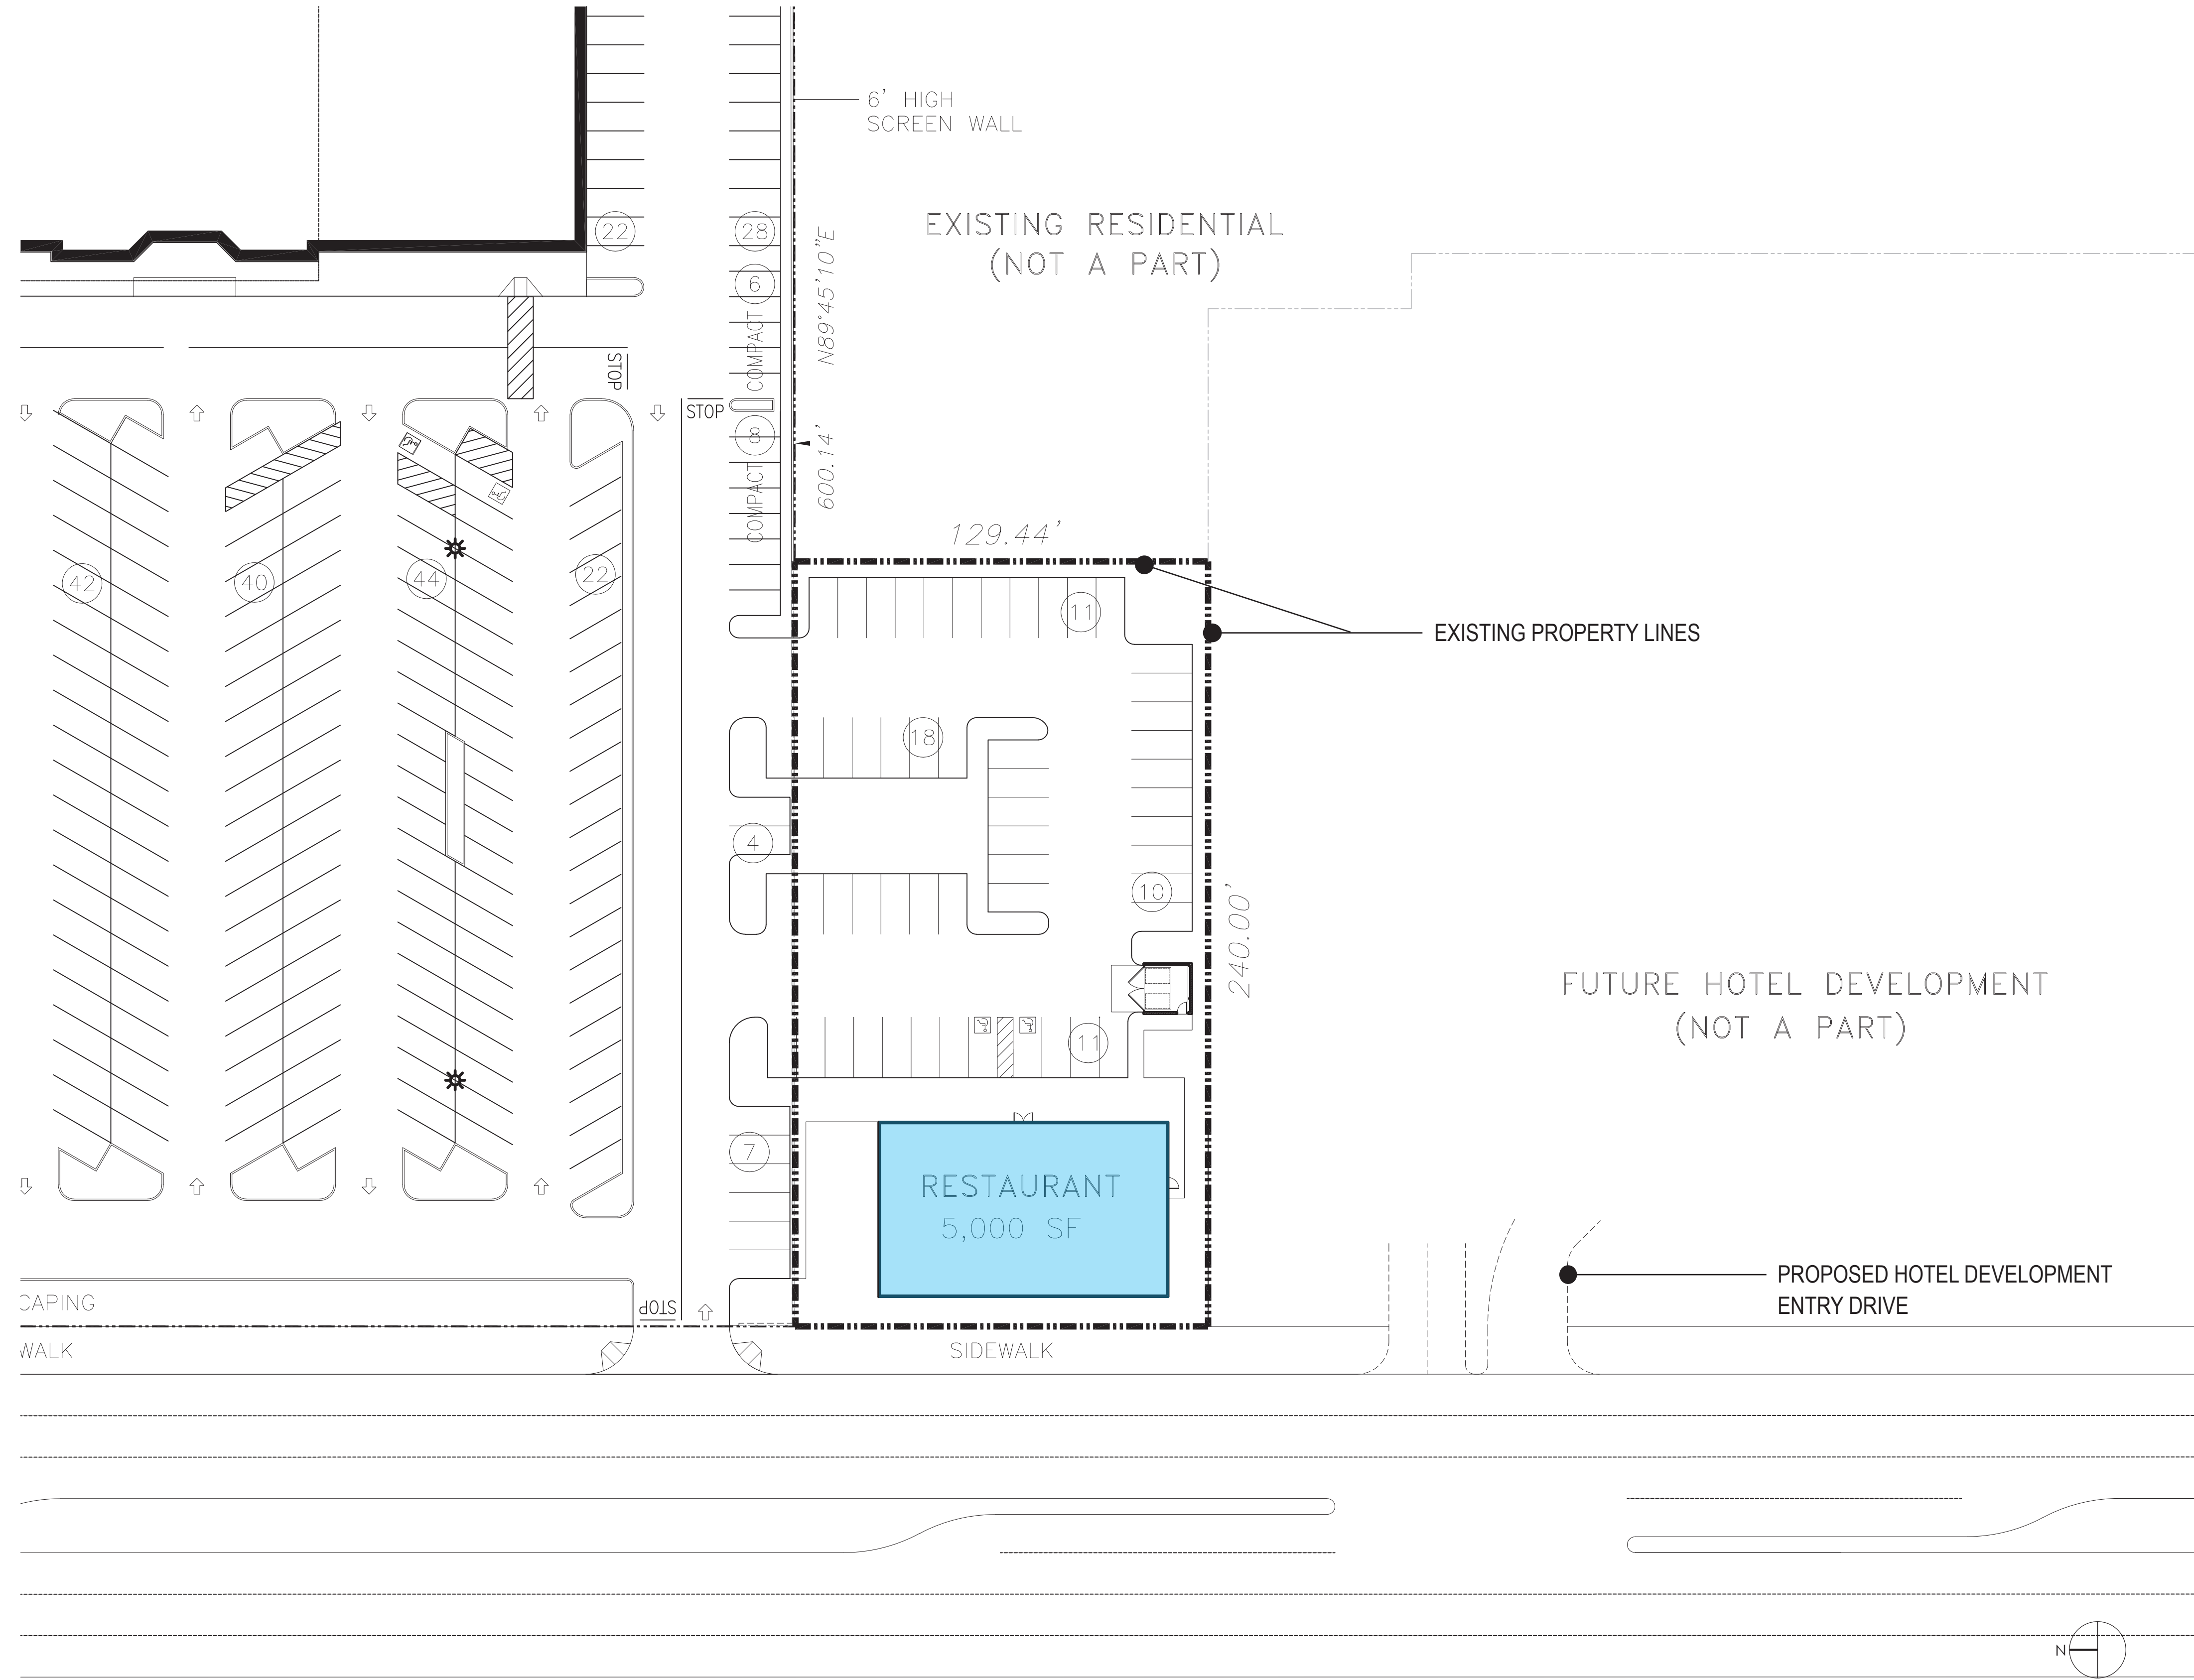 6' HIGH
SCREEN WALL
EXISTING RESIDENTIAL
(NOT A PART)
22
28
6
COMPACT
N89°45'10"E
STOP
STOP
8
COMPACT
600.14'
129.44'
42
40
44
22
11
EXISTING PROPERTY LINES
18
4
10
240.00'
FUTURE HOTEL DEVELOPMENT
(NOT A PART)
11
7
RESTAURANT
5,000 SF
PROPOSED HOTEL DEVELOPMENT
ENTRY DRIVE
CAPING
STOP
WALK
SIDEWALK
N